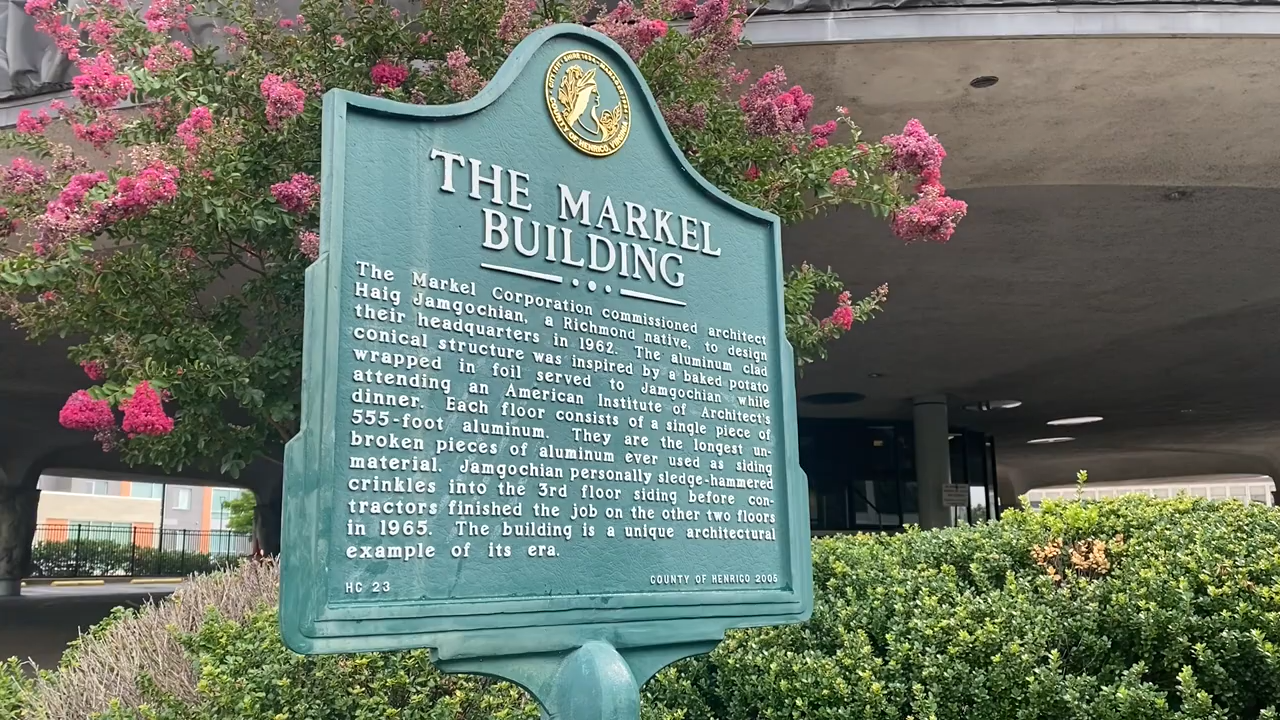 COUNTY OF HENRICO, VIRGINIA
THE MARKEL
BUILDING
The Markel Corporation commissioned architect
Haig Jamgochian, a Richmond native, to design
their headquarters in 1962. The aluminum clad
conical structure was inspired by a baked potato
wrapped in foil served to Jamgochian while
attending an American Institute of Architect's
dinner. Each floor consists of a single piece of
555-foot aluminum. They are the longest un-
broken pieces of aluminum ever used as siding
material. Jamgochian personally sledge-hammered
crinkles into the 3rd floor siding before con-
tractors finished the job on the other two floors
in 1965. The building is a unique architectural
example of its era.
HC 23
COUNTY OF HENRICO 2005